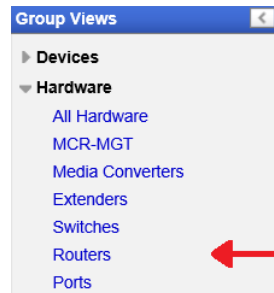 Group Views
Devices
Hardware
All Hardware
MCR-MGT
Media Converters
Extenders
Switches
Routers
Ports